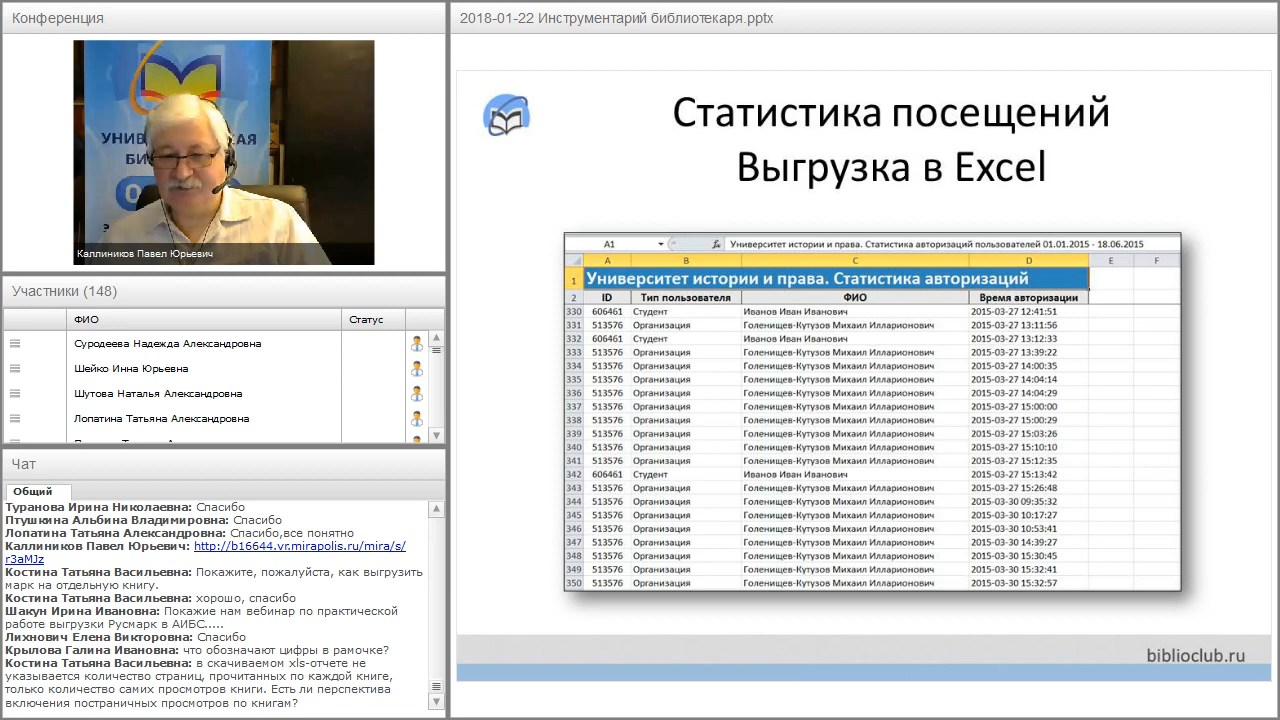 Конференция
УНИВ
АЯ
БИ
Каллиников Павел Юрьевич
Участники (148)
ФИО Статус
Суродеева Надежда Александровна
Шейко Инна Юрьевна
Шутова Наталья Александровна
Лопатина Татьяна Александровна
Чат
Общий
Туранова Ирина Николаевна: Спасибо
Птушкина Альбина Владимировна: Спасибо
Лопатина Татьяна Александровна: Спасибо,все понятно
Каллиников Павел Юрьевич: http://b16644.vr.mirapolis.ru/mira/s/
r3aMJz
Костина Татьяна Васильевна: Покажите, пожалуйста, как выгрузить
марк на отдельную книгу.
Костина Татьяна Васильевна: хорошо, спасибо
Шакун Ирина Ивановна: Покажие нам вебинар по практической
работе выгрузки Русмарк в АИБС.....
Лихнович Елена Викторовна: Спасибо
Крылова Галина Ивановна: что обозначают цифры в рамочке?
Костина Татьяна Васильевна: в скачиваемом xls-отчете не
указывается количество страниц, прочитанных по каждой книге,
только количество самих просмотров книги. Есть ли перспектива
включения постраничных просмотров по книгам?
2018-01-22 Инструментарий библиотекаря.pptx
Статистика посещений
Выгрузка в Excel
A1 fx Университет истории и права. Статистика авторизаций пользователей 01.01.2015 - 18.06.2015
A B C D E F
1 Университет истории и права. Статистика авторизаций
2 ID Тип пользователя ФИО Время авторизации
330 606461 Студент Иванов Иван Иванович 2015-03-27 12:41:51
331 513576 Организация Голенищев-Кутузов Михаил Илларионович 2015-03-27 13:11:56
332 606461 Студент Иванов Иван Иванович 2015-03-27 13:12:33
333 513576 Организация Голенищев-Кутузов Михаил Илларионович 2015-03-27 13:39:22
334 513576 Организация Голенищев-Кутузов Михаил Илларионович 2015-03-27 14:00:35
335 513576 Организация Голенищев-Кутузов Михаил Илларионович 2015-03-27 14:04:14
336 513576 Организация Голенищев-Кутузов Михаил Илларионович 2015-03-27 14:04:29
337 513576 Организация Голенищев-Кутузов Михаил Илларионович 2015-03-27 15:00:00
338 513576 Организация Голенищев-Кутузов Михаил Илларионович 2015-03-27 15:00:29
339 513576 Организация Голенищев-Кутузов Михаил Илларионович 2015-03-27 15:03:26
340 513576 Организация Голенищев-Кутузов Михаил Илларионович 2015-03-27 15:10:10
341 513576 Организация Голенищев-Кутузов Михаил Илларионович 2015-03-27 15:12:35
342 606461 Студент Иванов Иван Иванович 2015-03-27 15:13:42
343 513576 Организация Голенищев-Кутузов Михаил Илларионович 2015-03-27 15:26:48
344 513576 Организация Голенищев-Кутузов Михаил Илларионович 2015-03-30 09:35:32
345 513576 Организация Голенищев-Кутузов Михаил Илларионович 2015-03-30 10:17:27
346 513576 Организация Голенищев-Кутузов Михаил Илларионович 2015-03-30 10:53:41
347 513576 Организация Голенищев-Кутузов Михаил Илларионович 2015-03-30 14:39:27
348 513576 Организация Голенищев-Кутузов Михаил Илларионович 2015-03-30 15:30:45
349 513576 Организация Голенищев-Кутузов Михаил Илларионович 2015-03-30 15:32:41
350 513576 Организация Голенищев-Кутузов Михаил Илларионович 2015-03-30 15:32:57
biblioclub.ru